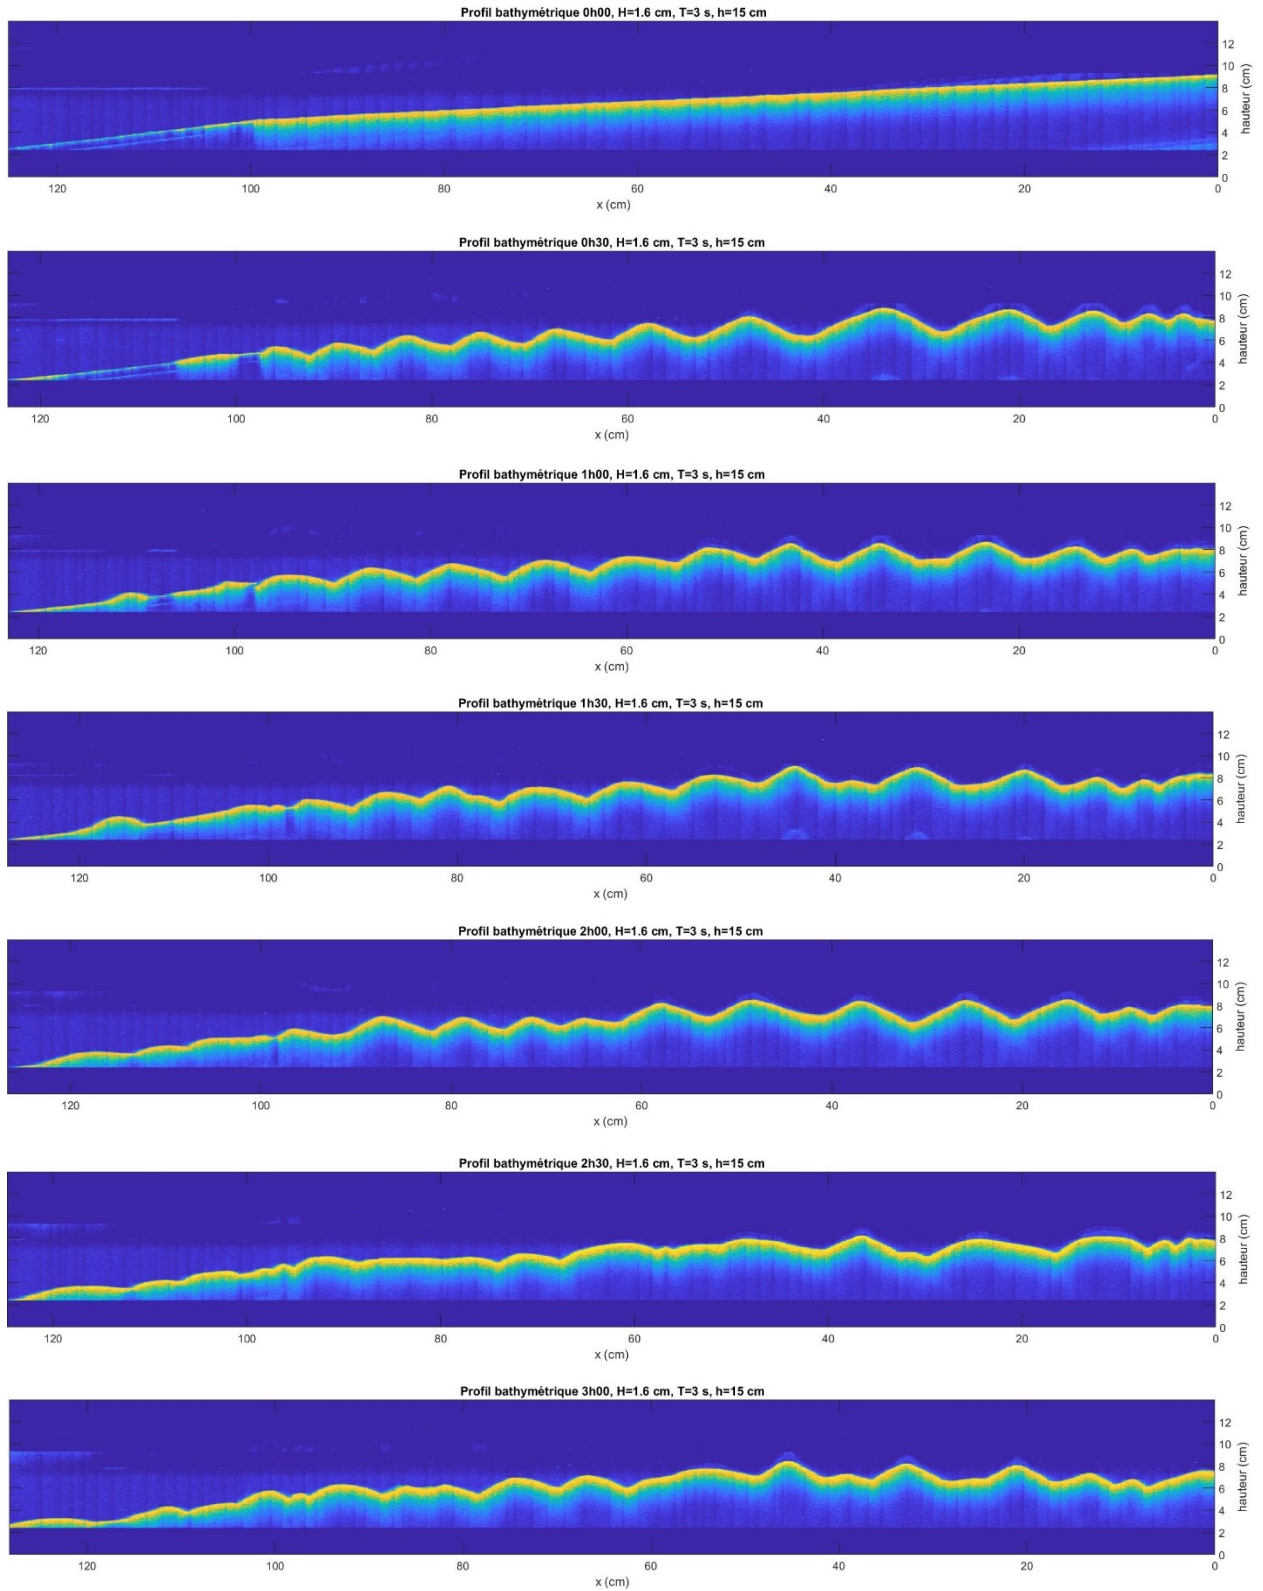 Profil bathymétrique 0h00, H=1.6 cm, T=3 s, h=15 cm
12
10
8
6
4
2
0
hauteur (cm)
120 100 80 60 40 20 0
x (cm)
Profil bathymétrique 0h30, H=1.6 cm, T=3 s, h=15 cm
12
10
8
6
4
2
0
hauteur (cm)
120 100 80 60 40 20 0
x (cm)
Profil bathymétrique 1h00, H=1.6 cm, T=3 s, h=15 cm
12
10
8
6
4
2
0
hauteur (cm)
120 100 80 60 40 20 0
x (cm)
Profil bathymétrique 1h30, H=1.6 cm, T=3 s, h=15 cm
12
10
8
6
4
2
0
hauteur (cm)
120 100 80 60 40 20 0
x (cm)
Profil bathymétrique 2h00, H=1.6 cm, T=3 s, h=15 cm
12
10
8
6
4
2
0
hauteur (cm)
120 100 80 60 40 20 0
x (cm)
Profil bathymétrique 2h30, H=1.6 cm, T=3 s, h=15 cm
12
10
8
6
4
2
0
hauteur (cm)
120 100 80 60 40 20 0
x (cm)
Profil bathymétrique 3h00, H=1.6 cm, T=3 s, h=15 cm
12
10
8
6
4
2
0
hauteur (cm)
120 100 80 60 40 20 0
x (cm)